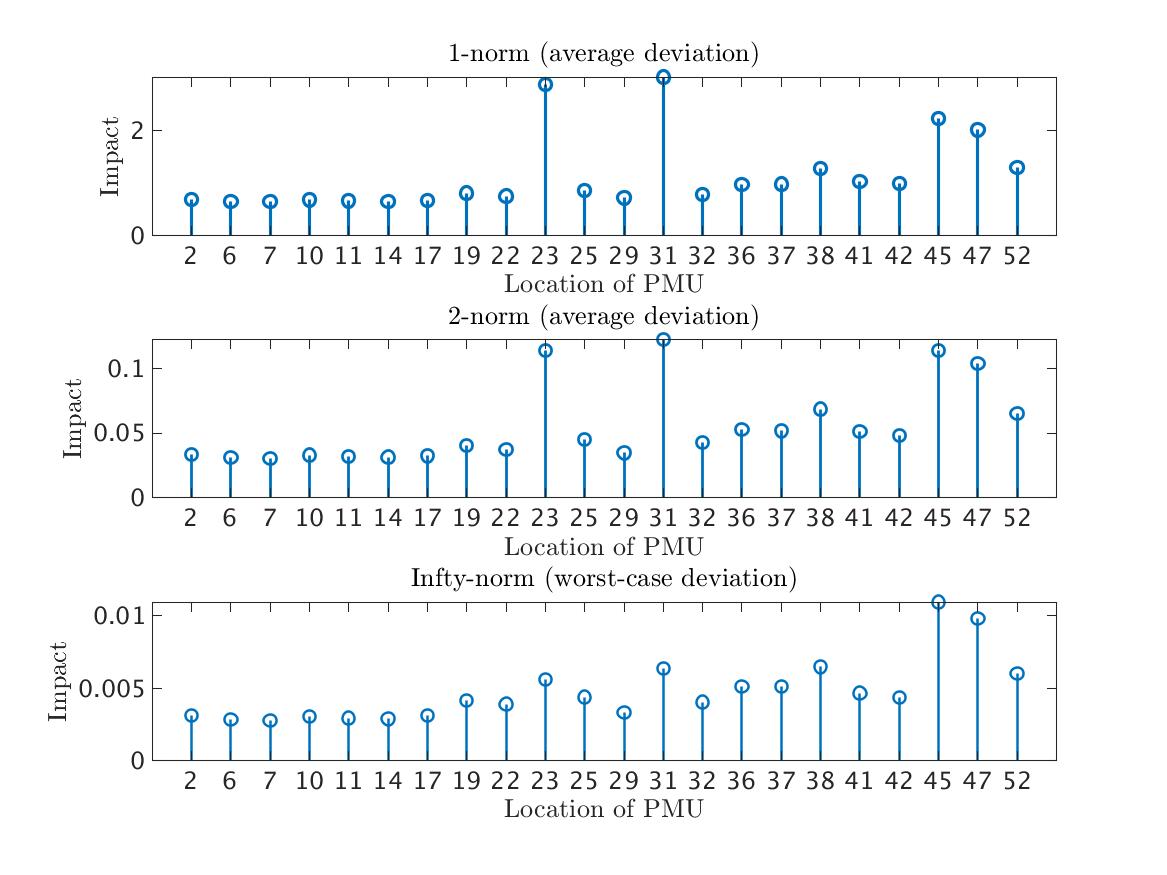 1-norm (average deviation)
Impact
2
0
2 6 7 10 11 14 17 19 22 23 25 29 31 32 36 37 38 41 42 45 47 52
Location of PMU
2-norm (average deviation)
Impact
0.1
0.05
0
2 6 7 10 11 14 17 19 22 23 25 29 31 32 36 37 38 41 42 45 47 52
Location of PMU
Infty-norm (worst-case deviation)
Impact
0.01
0.005
0
2 6 7 10 11 14 17 19 22 23 25 29 31 32 36 37 38 41 42 45 47 52
Location of PMU